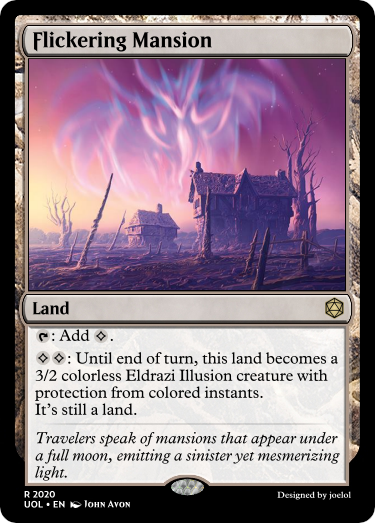 Flickering Mansion
Land
: Add .
: Until end of turn, this land becomes a
3/2 colorless Eldrazi Illusion creature with
protection from colored instants.
It's still a land.
Travelers speak of mansions that appear under
a full moon, emitting a sinister yet mesmerizing
light.
R 2020
UOL • EN John Avon
Designed by joelol